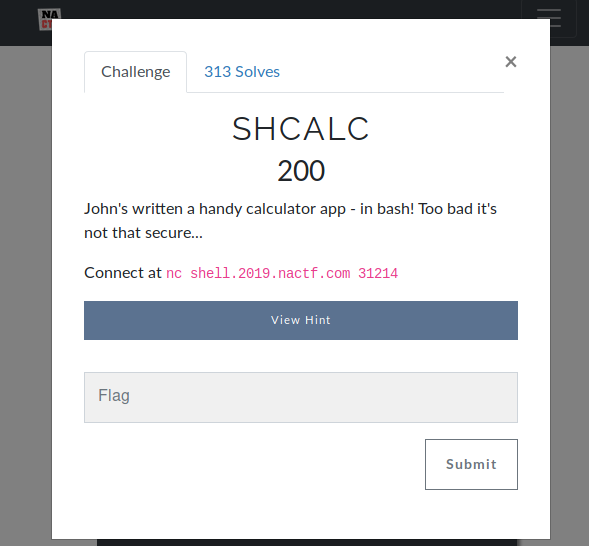 NA
Challenge
313 Solves
×
SHCALC
200
John's written a handy calculator app - in bash! Too bad it's
not that secure...
Connect at nc shell.2019.nactf.com 31214
View Hint
Flag
Submit